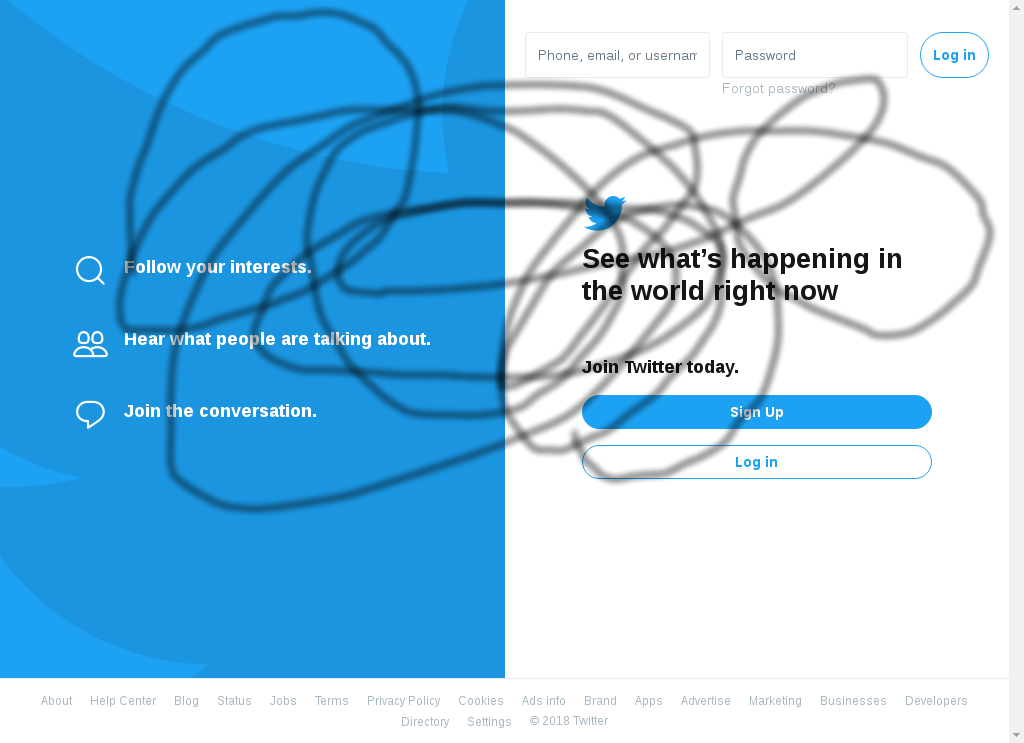 Phone, email, or usernam
Password
Log in
Forgot password?
Follow your interests.
Hear what people are talking about.
Join the conversation.
See what's happening in
the world right now
Join Twitter today.
Sign Up
Log in
About Help Center Blog Status Jobs Terms Privacy Policy Cookies Ads info Brand Apps Advertise Marketing Businesses Developers
Directory Settings © 2018 Twitter